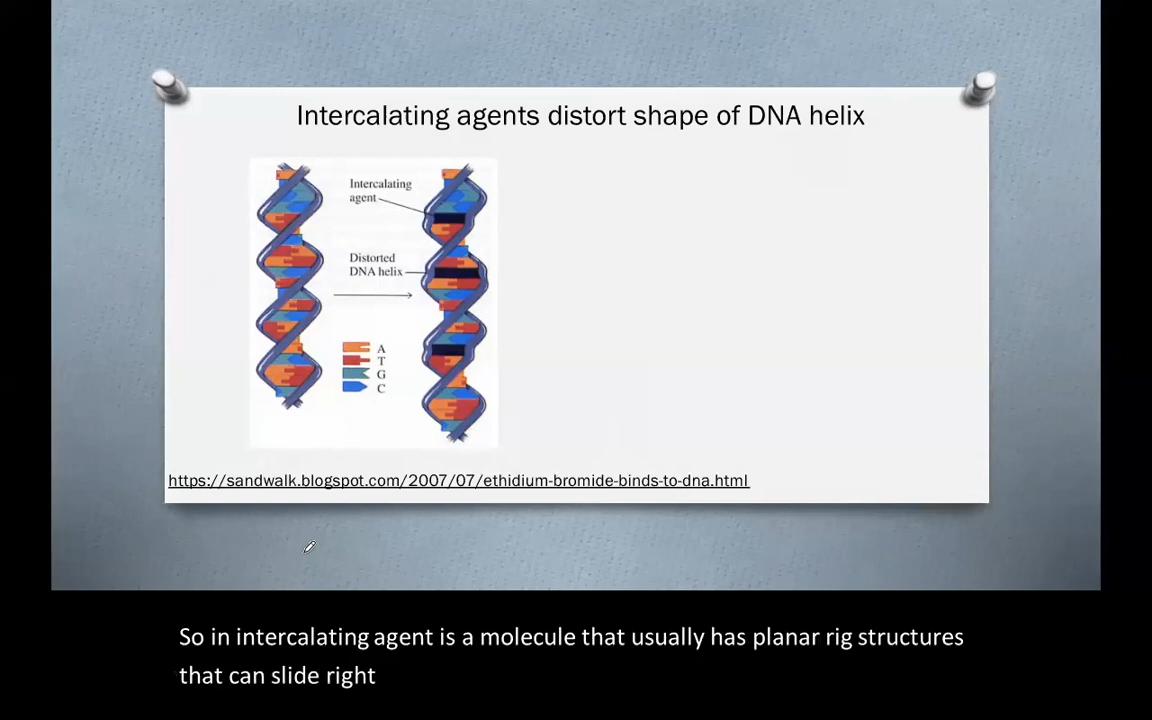 Intercalating agents distort shape of DNA helix
Intercalating
agent
Distorted
DNA helix
A
T
G
C
https://sandwalk.blogspot.com/2007/07/ethidium-bromide-binds-to-dna.html
So in intercalating agent is a molecule that usually has planar rig structures
that can slide right